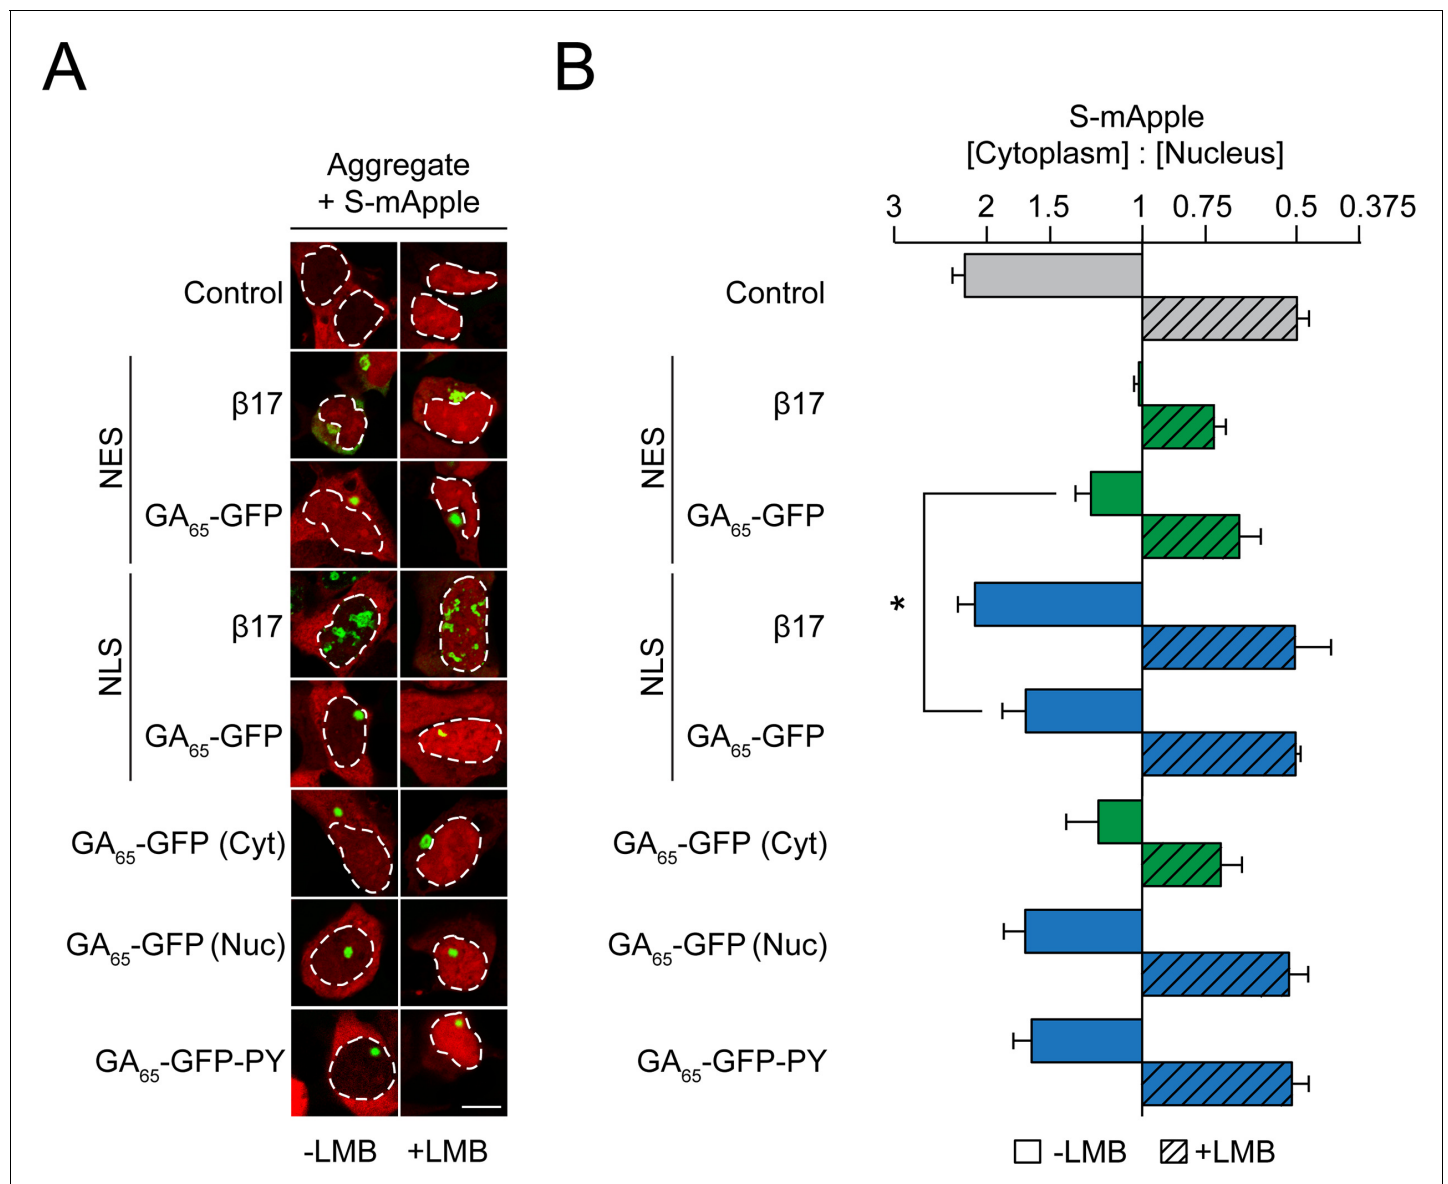 A
B
Aggregate
+ S-mApple
Control
NES
β17
GA65-GFP
NLS
β17
GA65-GFP
GA65-GFP (Cyt)
GA65-GFP (Nuc)
GA65-GFP-PY
-LMB +LMB
S-mApple
[Cytoplasm] : [Nucleus]
3 2 1.5 1 0.75 0.5 0.375
Control
NES
β17
GA65-GFP
NLS
β17
GA65-GFP
*
GA65-GFP (Cyt)
GA65-GFP (Nuc)
GA65-GFP-PY
-LMB +LMB